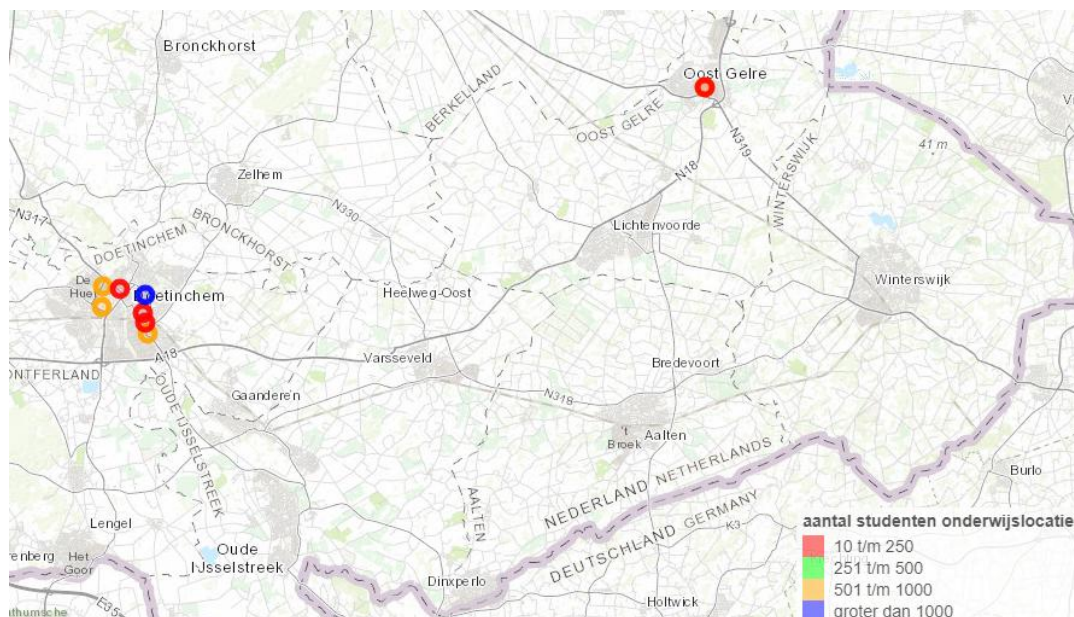 Bronckhorst
Oost Gelre
BERKELLAND
OOST GELRE
N319
WINTERSWIJK
41 m
N18
Zelhem
N317
N330
BRONCKHORST
DOETINCHEM
Lichtenvoorde
De
Doetinchem
Heelweg-Oost
Winterswijk
A18
Varsseveld
Bredevoort
ONTFERLAND
Gaanderen
OUDE IJSSELSTREEK
N318
't
Broek
Aalten
NEDERLAND NETHERLANDS
AALTEN
Burlo
DEUTSCHLAND GERMANY
K3
Lengel
Oude
IJsselstreek
renberg
Het
Goor
Dinxperlo
Holtwick
E35
nthumsche
aantal studenten onderwijslocatie
10 t/m 250
251 t/m 500
501 t/m 1000
groter dan 1000